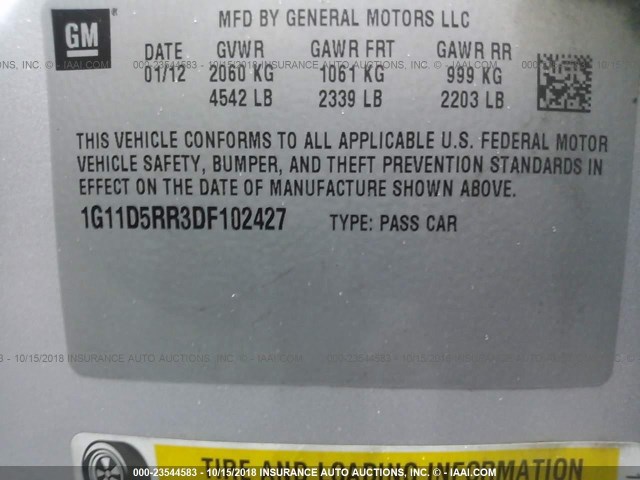 MFD BY GENERAL MOTORS LLC
GM
DATE GVWR GAWR FRT GAWR RR
01/12 2060 KG 1061 KG 999 KG
4542 LB 2339 LB 2203 LB
THIS VEHICLE CONFORMS TO ALL APPLICABLE U.S. FEDERAL MOTOR
VEHICLE SAFETY, BUMPER, AND THEFT PREVENTION STANDARDS IN
EFFECT ON THE DATE OF MANUFACTURE SHOWN ABOVE.
1G11D5RR3DF102427 TYPE: PASS CAR
TIRE AND LOADING INFORMATION
000-23544583 - 10/15/2018 INSURANCE AUTO AUCTIONS, INC. - © IAAI.COM